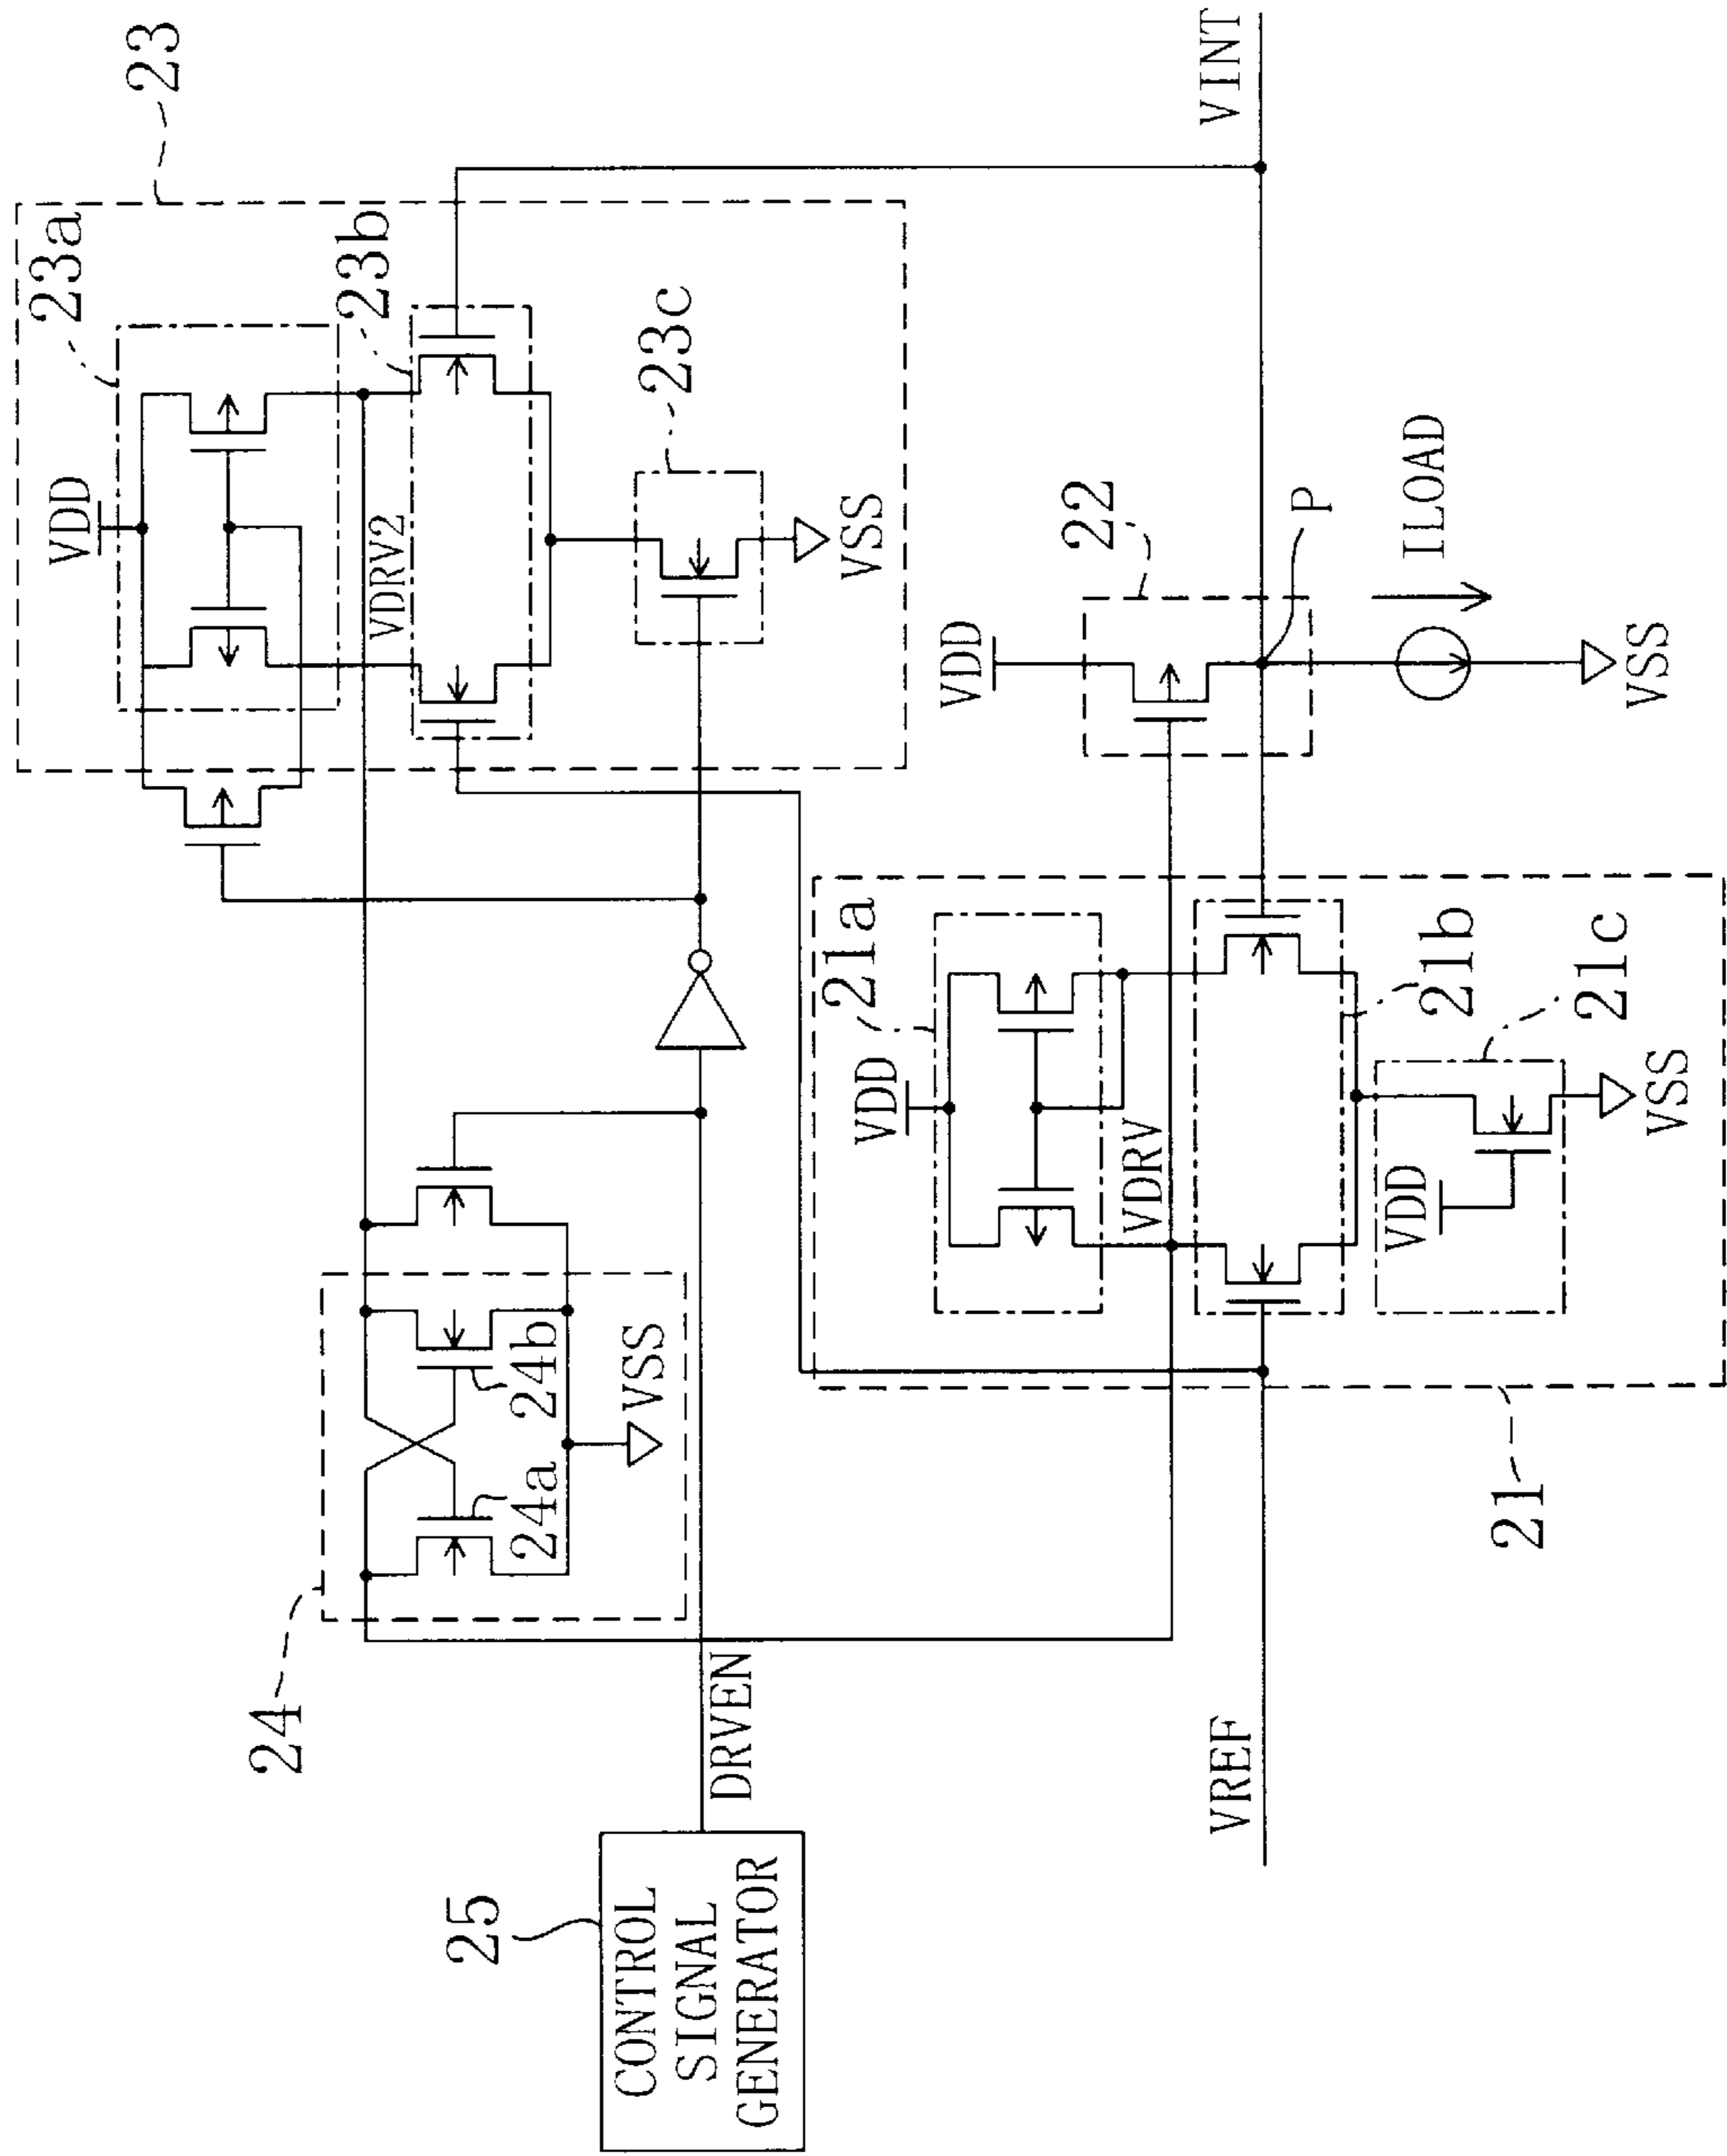 23
23a
VDD
23b
VDRV2
23c
VSS
24
24b
24a
VSS
25
CONTROL
SIGNAL
GENERATOR
DRVEN
21a
VDD
VDRV
21b
21c
VDD
VSS
21
22
VDD
P
ILOAD
VSS
VREF
VINT